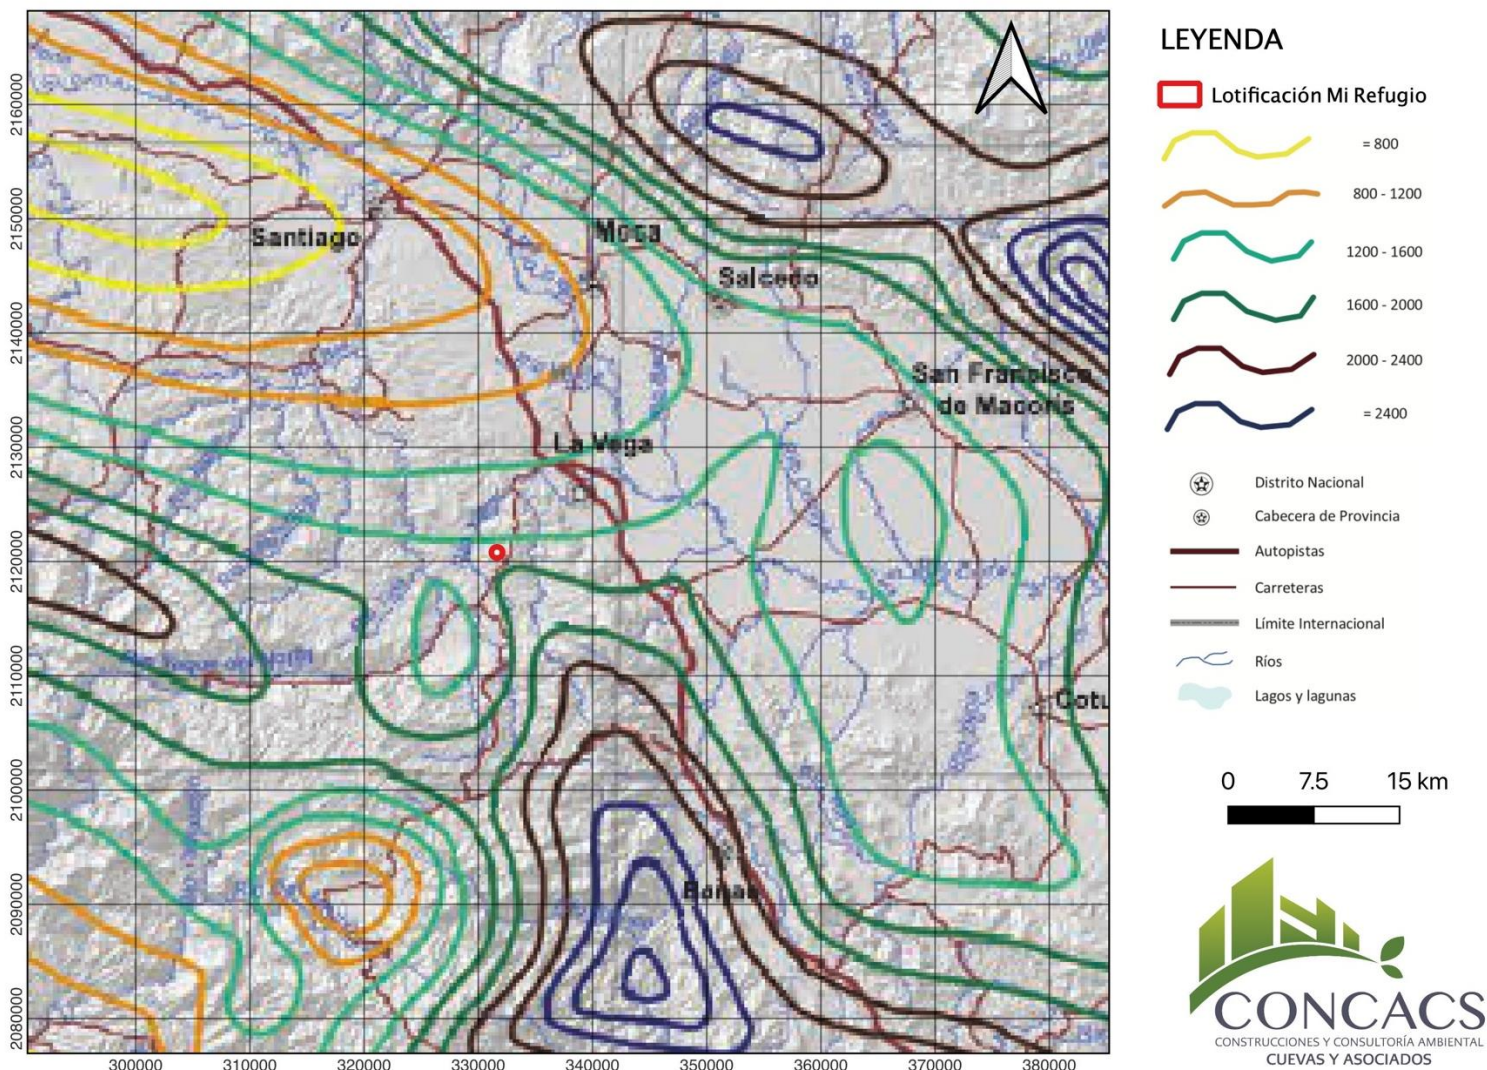 LEYENDA
Lotificación Mi Refugio
= 800
800 - 1200
1200 - 1600
1600 - 2000
2000 - 2400
= 2400
Distrito Nacional
Cabecera de Provincia
Autopistas
Carreteras
Límite Internacional
Ríos
Lagos y lagunas
0 7.5 15 km
CONCACS
CONSTRUCCIONES Y CONSULTORÍA AMBIENTAL
CUEVAS Y ASOCIADOS
Santiago
Moca
Salcedo
San Francisco
de Macorís
La Vega
Cotu
Bonao
2160000
2150000
2140000
2130000
2120000
2110000
2100000
2090000
2080000
300000 310000 320000 330000 340000 350000 360000 370000 380000